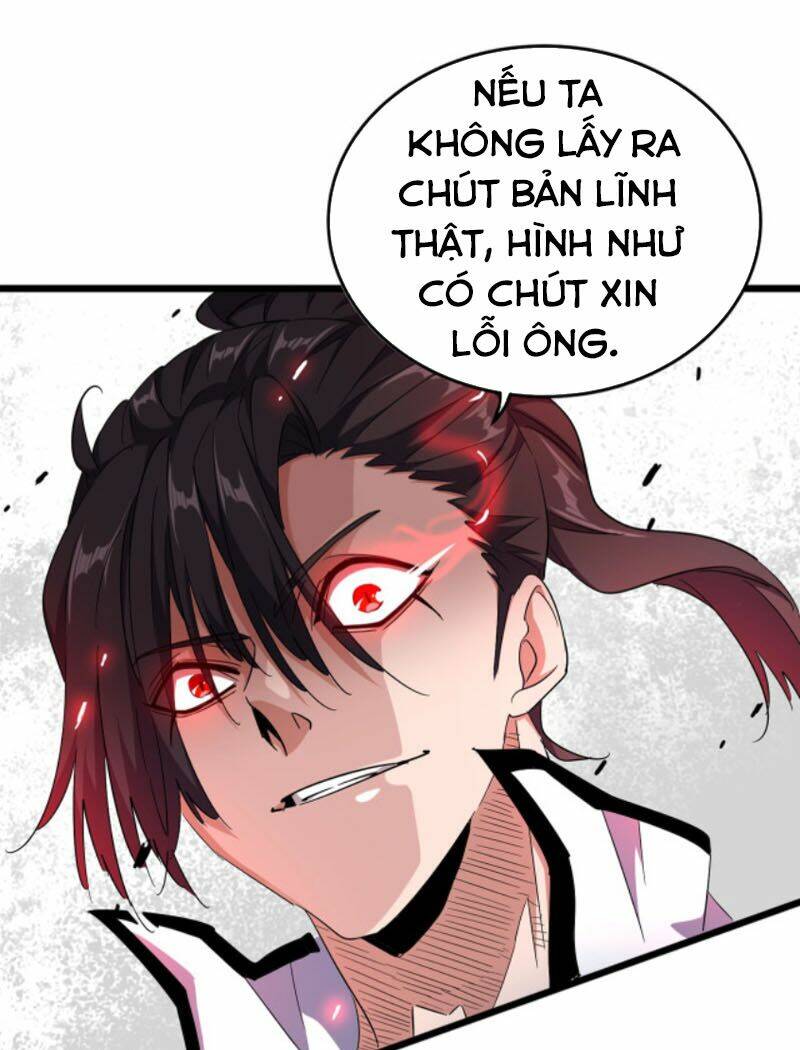 NẾU TA
KHÔNG LẤY RA
CHÚT BẢN LĨNH
THẬT, HÌNH NHƯ
CÓ CHÚT XIN
LỖI ÔNG.